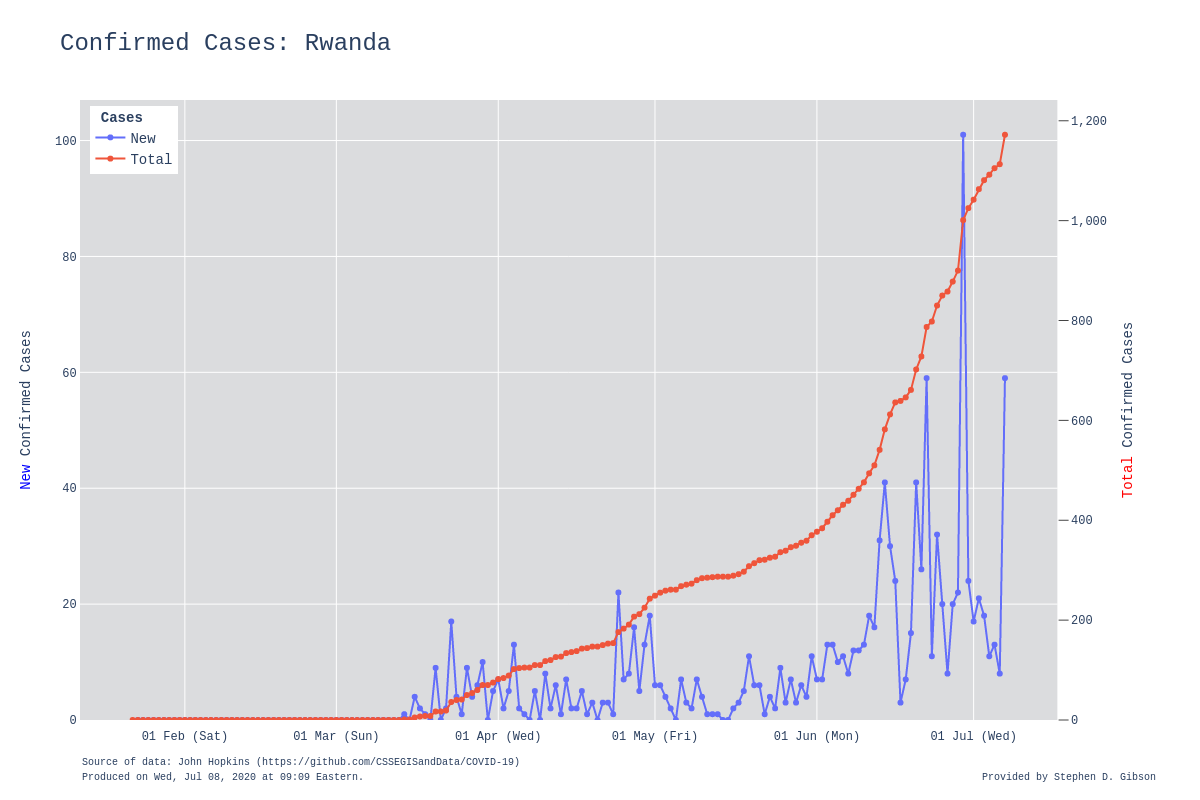 Confirmed Cases: Rwanda
Cases
New
Total
100
80
60
40
20
0
1,200
1,000
800
600
400
200
0
New Confirmed Cases
Total Confirmed Cases
01 Feb (Sat)
01 Mar (Sun)
01 Apr (Wed)
01 May (Fri)
01 Jun (Mon)
01 Jul (Wed)
Source of data: John Hopkins (https://github.com/CSSEGISandData/COVID-19)
Produced on Wed, Jul 08, 2020 at 09:09 Eastern.
Provided by Stephen D. Gibson